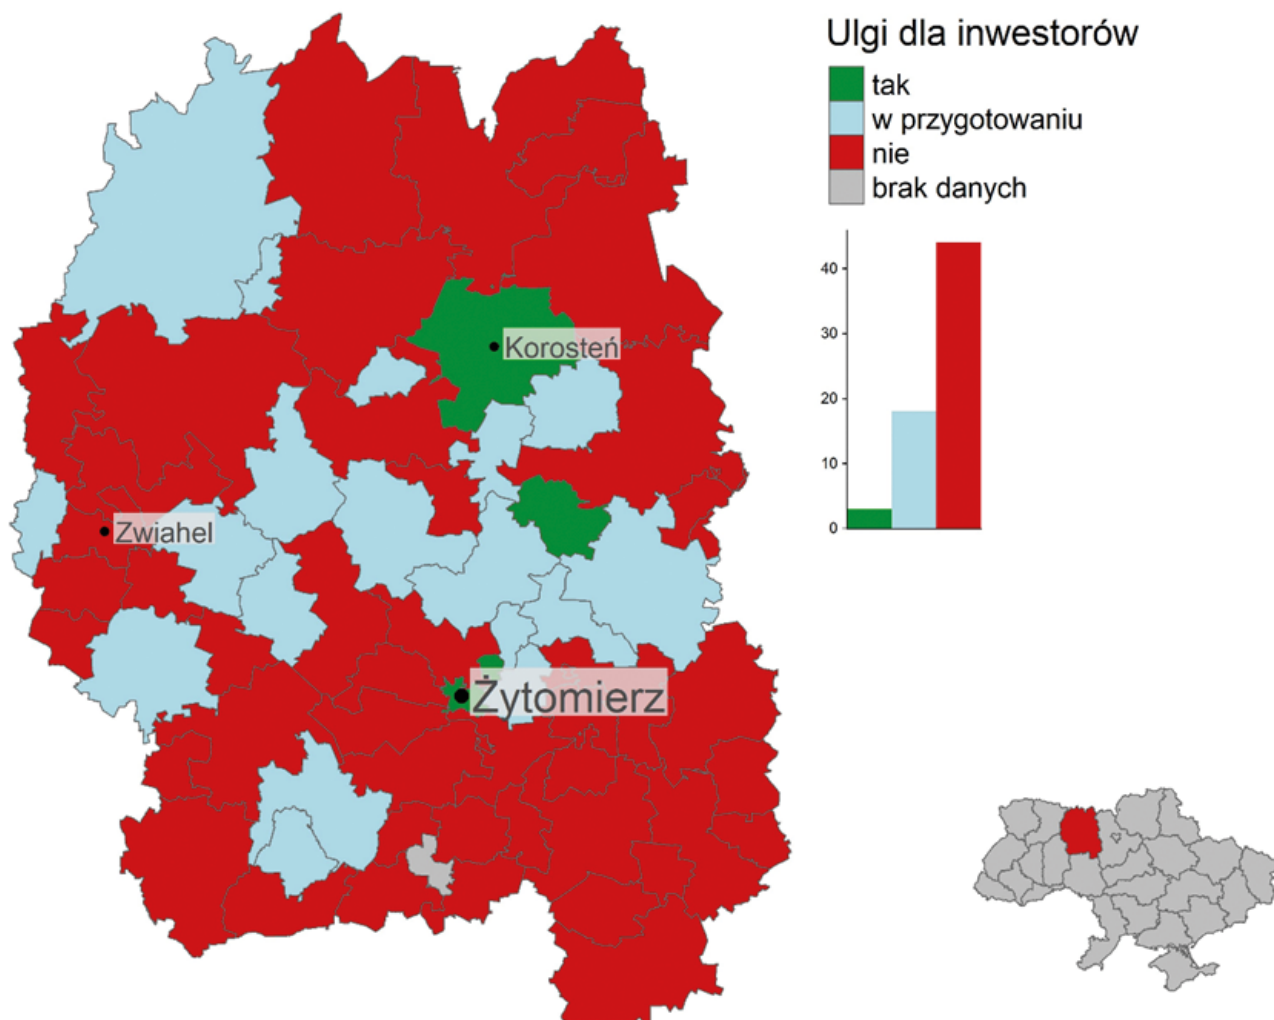 Ulgi dla inwestorów
tak
w przygotowaniu
nie
brak danych
40
30
20
10
0
Korosteń
Zwiahel
Żytomierz